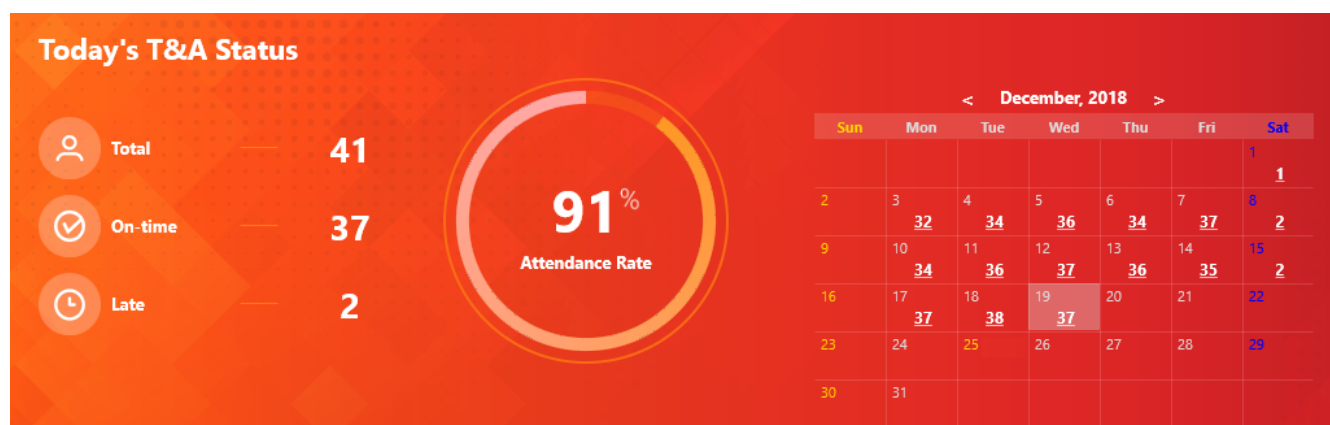 Today's T&A Status
Total 41
On-time 37
Late 2
91%
Attendance Rate
< December, 2018 >
Sun Mon Tue Wed Thu Fri Sat
1
1
2 3 4 5 6 7 8
32 34 36 34 37 2
9 10 11 12 13 14 15
34 36 37 36 35 2
16 17 18 19 20 21 22
37 38 37
23 24 25 26 27 28 29
30 31